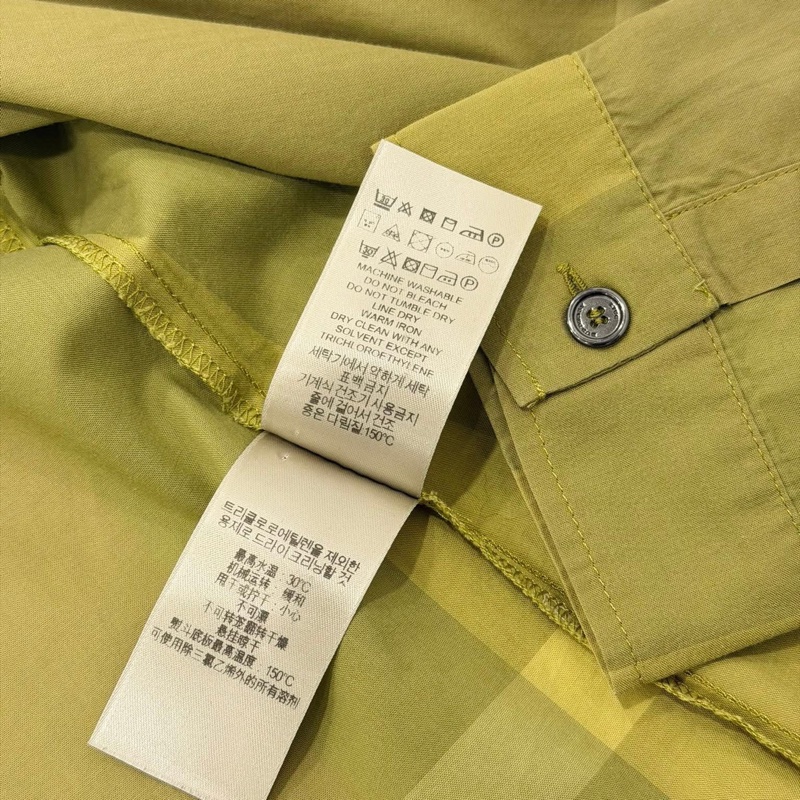 MACHINE WASHABLE
DO NOT BLEACH
DO NOT TUMBLE DRY
LINE DRY
WARM IRON
DRY CLEAN WITH ANY
SOLVENT EXCEPT
TRICHLOROETHYLENE
세탁기에서 약하게 세탁
표백 금지
기계식 건조기 사용금지
줄에 걸어서 건조
중온 다림질 150℃
트리클로로에틸렌을 제외한
용제로 드라이 크리닝할 것
最高水温 : 30℃
机械运转 : 缓和
用手或拧干 : 小心
不可漂
不可转笼翻转干燥
悬挂晾干
熨斗底板最高温度 : 150℃
可使用除三氯乙烯外的所有溶剂